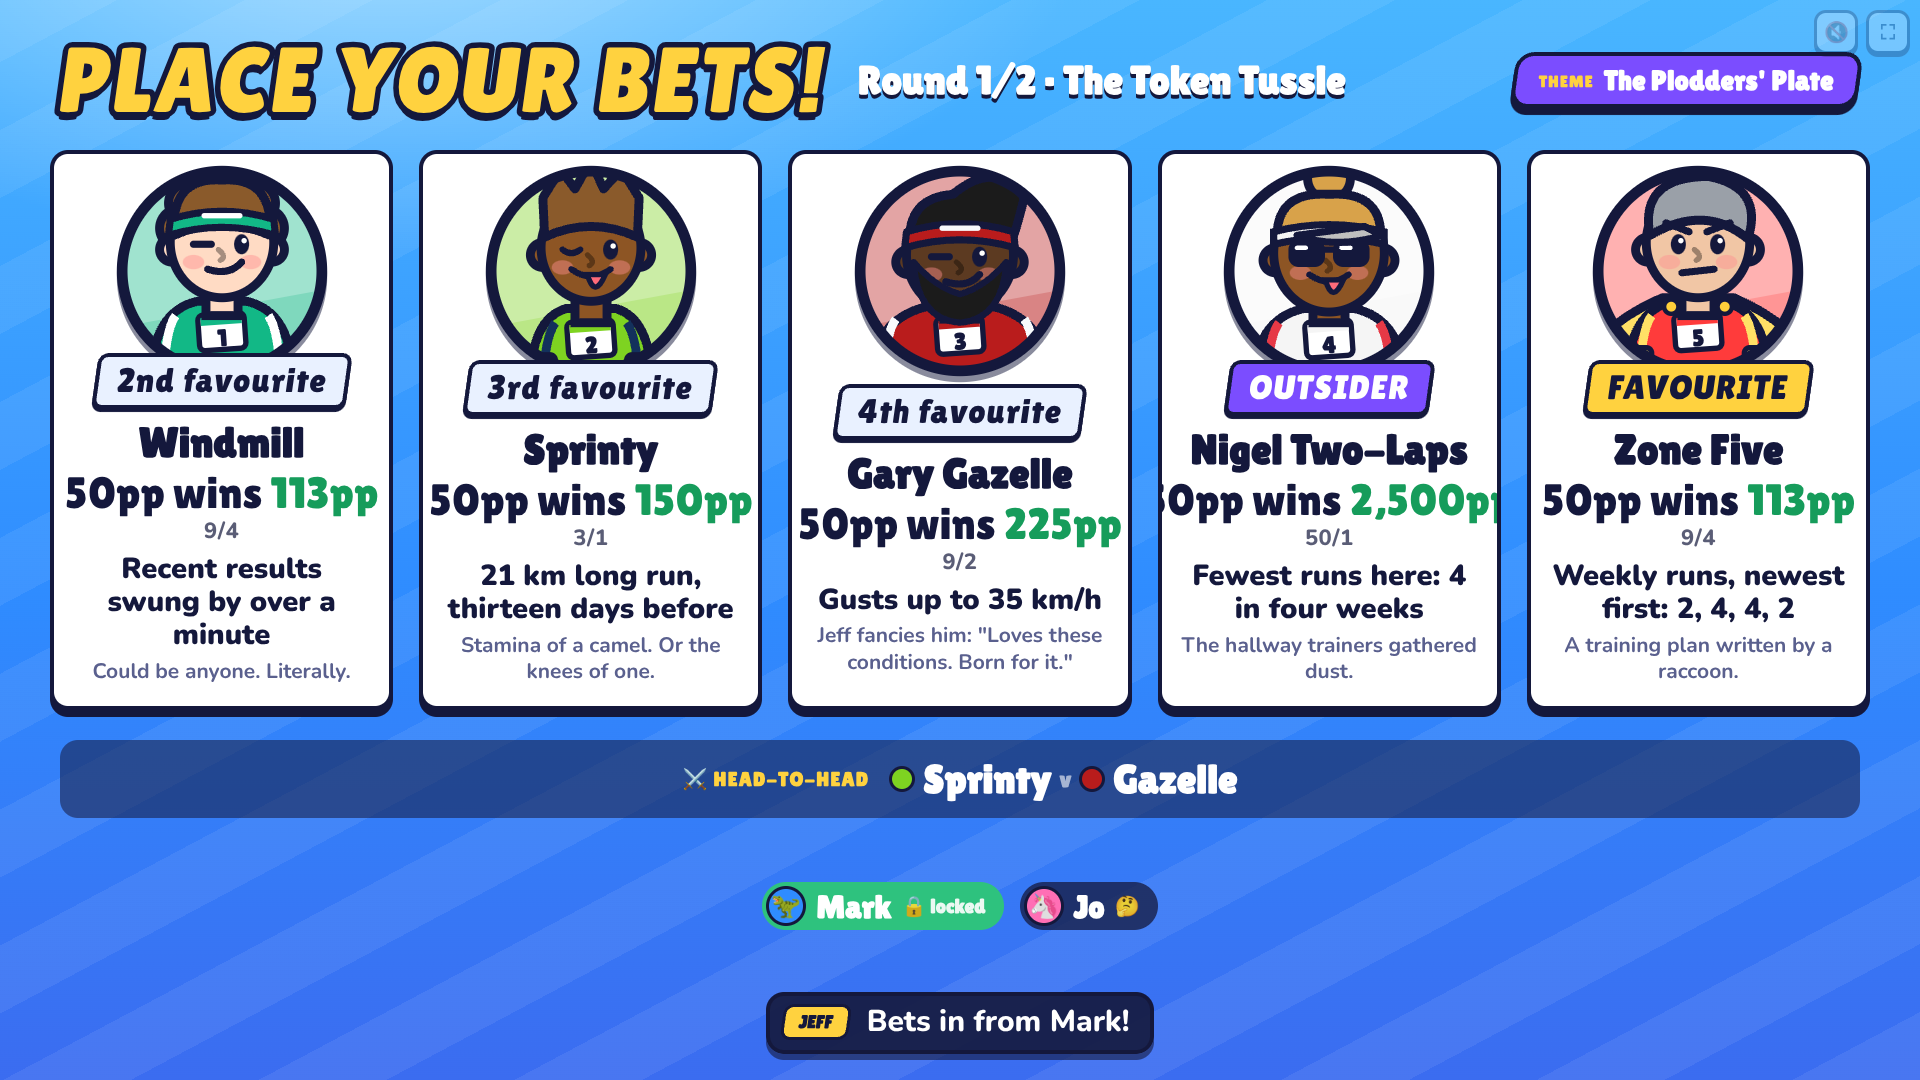 PLACE YOUR BETS!
Round 1/2 · The Token Tussle
THEME The Plodders' Plate
1
2nd favourite
Windmill
50pp wins 113pp
9/4
Recent results
swung by over a
minute
Could be anyone. Literally.
2
3rd favourite
Sprinty
50pp wins 150pp
3/1
21 km long run,
thirteen days before
Stamina of a camel. Or the
knees of one.
3
4th favourite
Gary Gazelle
50pp wins 225pp
9/2
Gusts up to 35 km/h
Jeff fancies him: "Loves these
conditions. Born for it."
4
OUTSIDER
Nigel Two-Laps
50pp wins 2,500pp
50/1
Fewest runs here: 4
in four weeks
The hallway trainers gathered
dust.
5
FAVOURITE
Zone Five
50pp wins 113pp
9/4
Weekly runs, newest
first: 2, 4, 4, 2
A training plan written by a
raccoon.
HEAD-TO-HEAD Sprinty v Gazelle
Mark locked
Jo
JEFF Bets in from Mark!